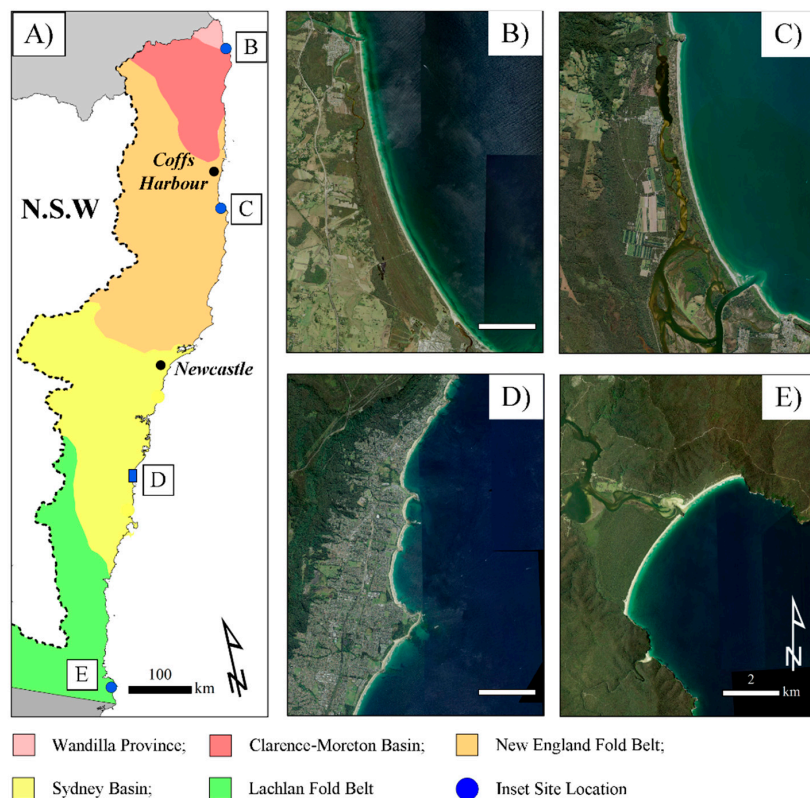 A)
B
Coffs
Harbour
N.S.W
C
Newcastle
D
E
100
km
N
B)
C)
D)
E)
N
2
km
Wandilla Province;
Clarence-Moreton Basin;
New England Fold Belt;
Sydney Basin;
Lachlan Fold Belt
Inset Site Location